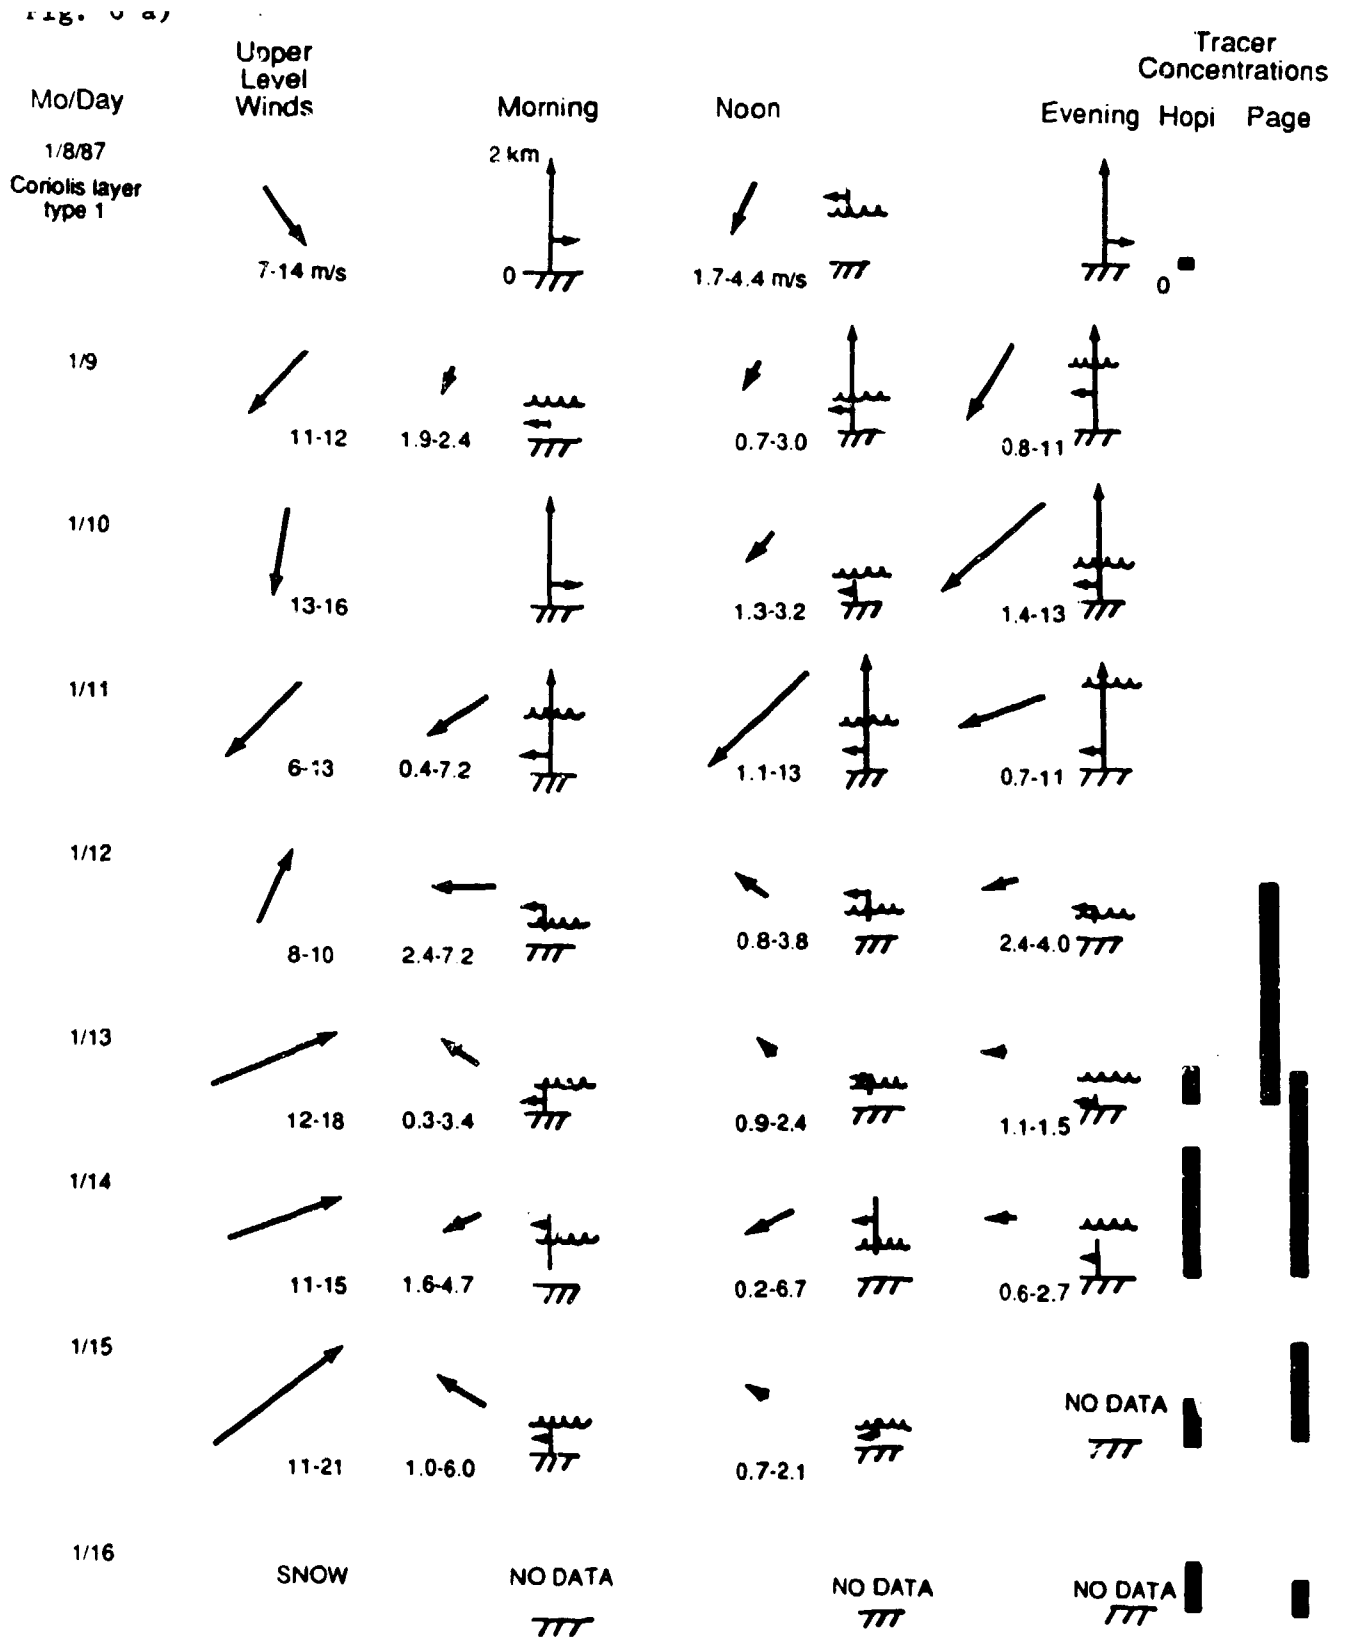 Fig. 6 a)
Upper Level Winds
Tracer Concentrations
Mo/Day
Morning
Noon
Evening
Hopi
Page
1/8/87
Coriolis layer type 1
7-14 m/s
2 km
0
1.7-4.4 m/s
0
1/9
11-12
1.9-2.4
0.7-3.0
0.8-11
1/10
13-16
1.3-3.2
1.4-13
1/11
6-13
0.4-7.2
1.1-13
0.7-11
1/12
8-10
2.4-7.2
0.8-3.8
2.4-4.0
1/13
12-18
0.3-3.4
0.9-2.4
1.1-1.5
1/14
11-15
1.6-4.7
0.2-6.7
0.6-2.7
1/15
11-21
1.0-6.0
0.7-2.1
NO DATA
1/16
SNOW
NO DATA
NO DATA
NO DATA